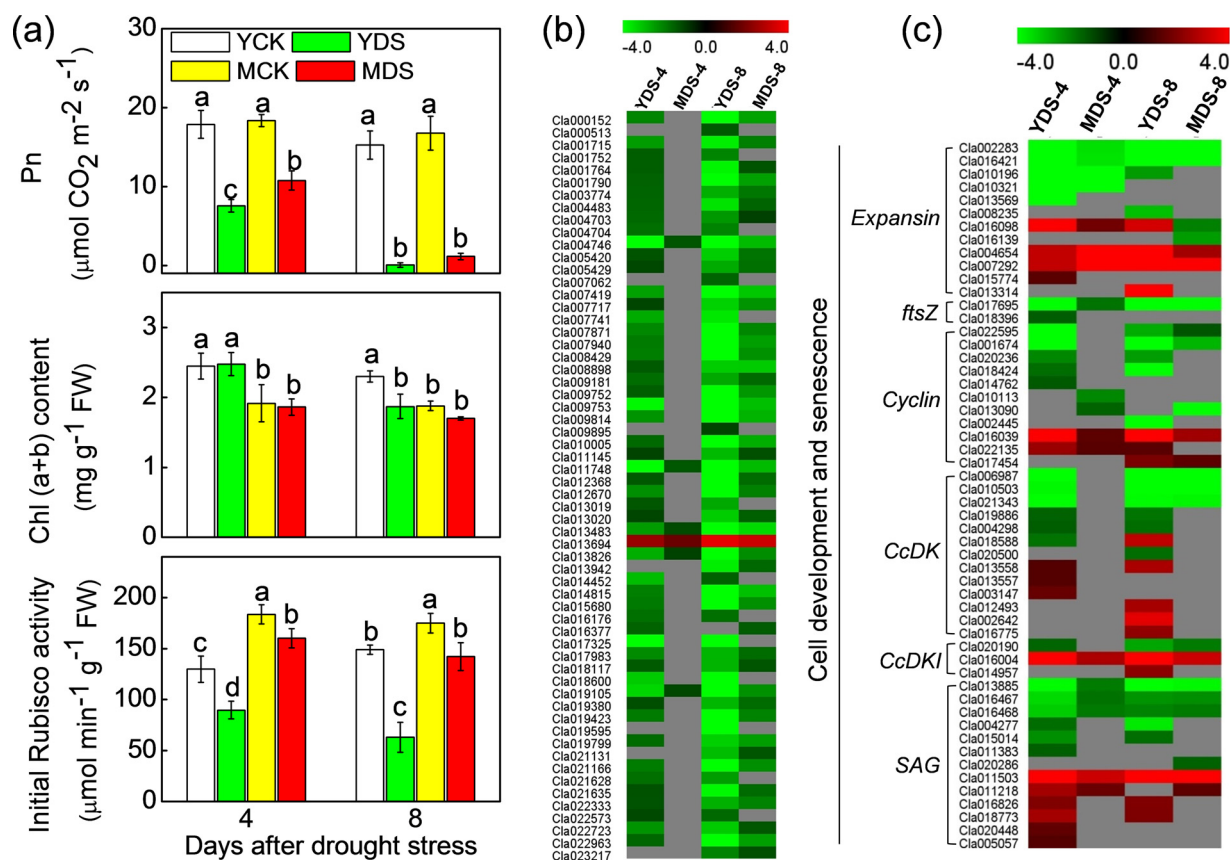 (a)
30
YCK YDS
MCK MDS
20
10
0
Pn
(μmol CO2 m-2 s-1)
a
c
a
b
a
b
a
b
3
2
1
0
Chl (a+b) content
(mg g-1 FW)
a
a
b
b
a
b
b
b
200
150
100
50
0
Initial Rubisco activity
(μmol min-1 g-1 FW)
c
d
a
b
b
c
a
b
4 8
Days after drought stress
(b)
-4.0 0.0 4.0
YDS-4 MDS-4 YDS-8 MDS-8
Cla000152
Cla000513
Cla001715
Cla001752
Cla001764
Cla001790
Cla003774
Cla004483
Cla004703
Cla004704
Cla004746
Cla005420
Cla005429
Cla007062
Cla007419
Cla007717
Cla007741
Cla007871
Cla007940
Cla008429
Cla008898
Cla009181
Cla009752
Cla009753
Cla009814
Cla009895
Cla010005
Cla011145
Cla011748
Cla012368
Cla012670
Cla013019
Cla013020
Cla013483
Cla013694
Cla013826
Cla013942
Cla014452
Cla014815
Cla015680
Cla016176
Cla016377
Cla017325
Cla017983
Cla018117
Cla018600
Cla019105
Cla019380
Cla019423
Cla019595
Cla019799
Cla021131
Cla021166
Cla021628
Cla021635
Cla022333
Cla022573
Cla022723
Cla022963
Cla023217
(c)
-4.0 0.0 4.0
YDS-4 MDS-4 YDS-8 MDS-8
Cell development and senescence
Expansin
Cla002283
Cla016421
Cla010196
Cla010321
Cla013569
Cla008235
Cla016098
Cla016139
Cla004654
Cla007292
Cla015774
Cla013314
ftsZ
Cla017695
Cla018396
Cyclin
Cla022595
Cla001674
Cla020236
Cla018424
Cla014762
Cla010113
Cla013090
Cla002445
Cla016039
Cla022135
Cla017454
CcDK
Cla006987
Cla010503
Cla021343
Cla019886
Cla004298
Cla018588
Cla020500
Cla013558
Cla013557
Cla003147
Cla012493
Cla002642
Cla016775
CcDKI
Cla020190
Cla016004
Cla014957
SAG
Cla013885
Cla016467
Cla016468
Cla004277
Cla015014
Cla011383
Cla020286
Cla011503
Cla011218
Cla016826
Cla018773
Cla020448
Cla005057